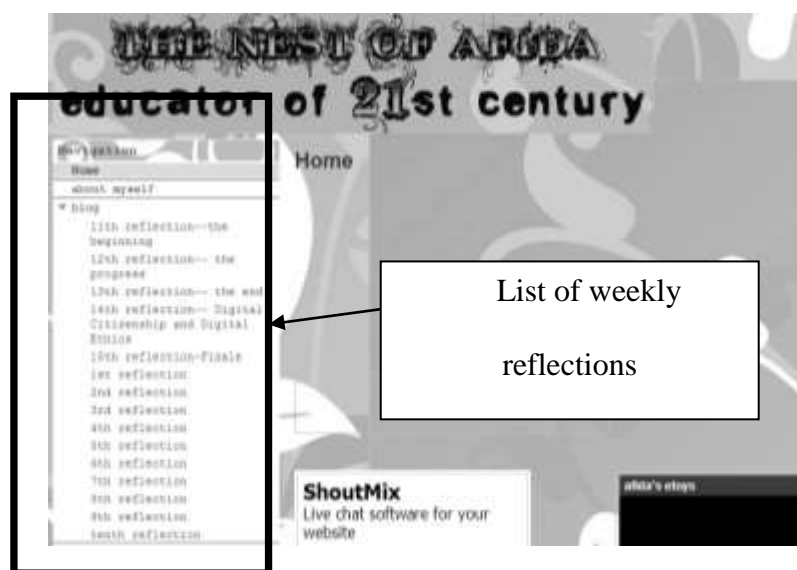 THE NEST OF AFIDA
educator of 21st century
Navigation
Home
about myself
blog
11th reflection--the
beginning
12th reflection-- the
progress
13th reflection-- the end
14th reflection-- Digital
Citizenship and Digital
Ethics
15th reflection-Finale
1st reflection
2nd reflection
3rd reflection
4th reflection
5th reflection
6th reflection
7th reflection
8th reflection
9th reflection
tenth reflection
Home
List of weekly
reflections
ShoutMix
Live chat software for your
website
afida's etoys